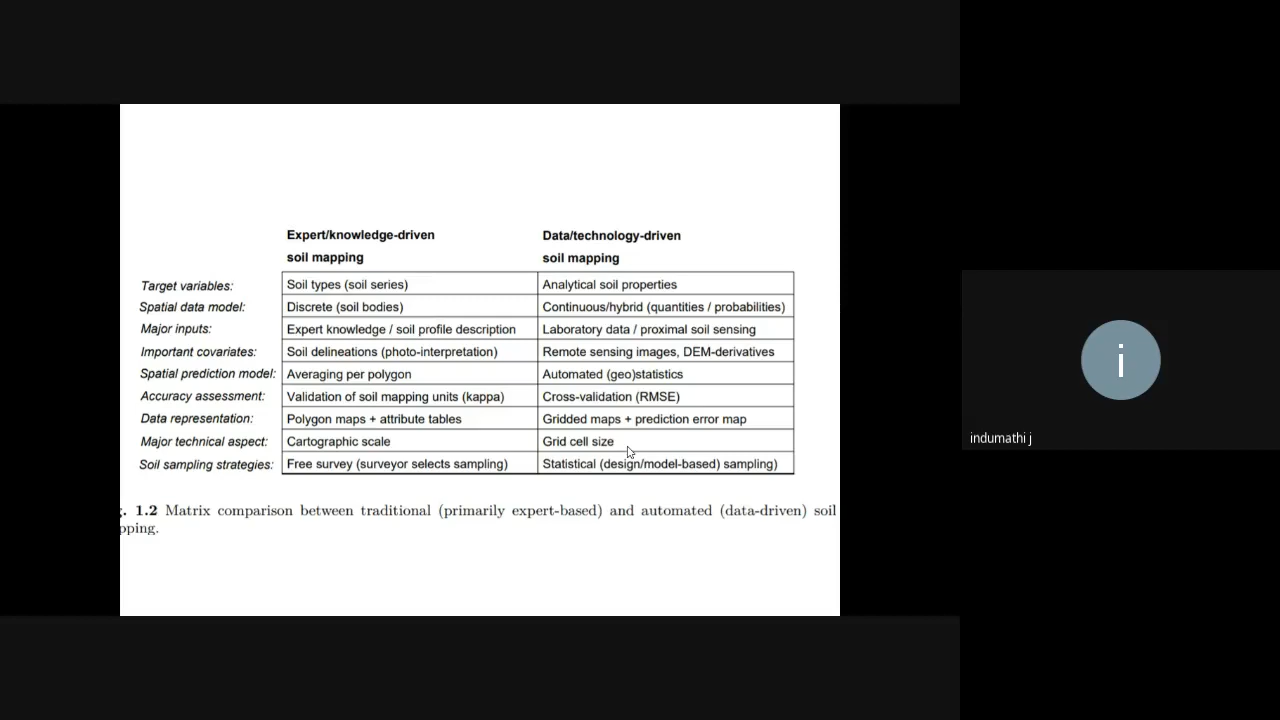 Expert/knowledge-driven Data/technology-driven
soil mapping soil mapping
Target variables: Soil types (soil series) Analytical soil properties
Spatial data model: Discrete (soil bodies) Continuous/hybrid (quantities / probabilities)
Major inputs: Expert knowledge / soil profile description Laboratory data / proximal soil sensing
Important covariates: Soil delineations (photo-interpretation) Remote sensing images, DEM-derivatives
Spatial prediction model: Averaging per polygon Automated (geo)statistics
Accuracy assessment: Validation of soil mapping units (kappa) Cross-validation (RMSE)
Data representation: Polygon maps + attribute tables Gridded maps + prediction error map
Major technical aspect: Cartographic scale Grid cell size
Soil sampling strategies: Free survey (surveyor selects sampling) Statistical (design/model-based) sampling)
1.2 Matrix comparison between traditional (primarily expert-based) and automated (data-driven) soil
pping.
i
indumathi j